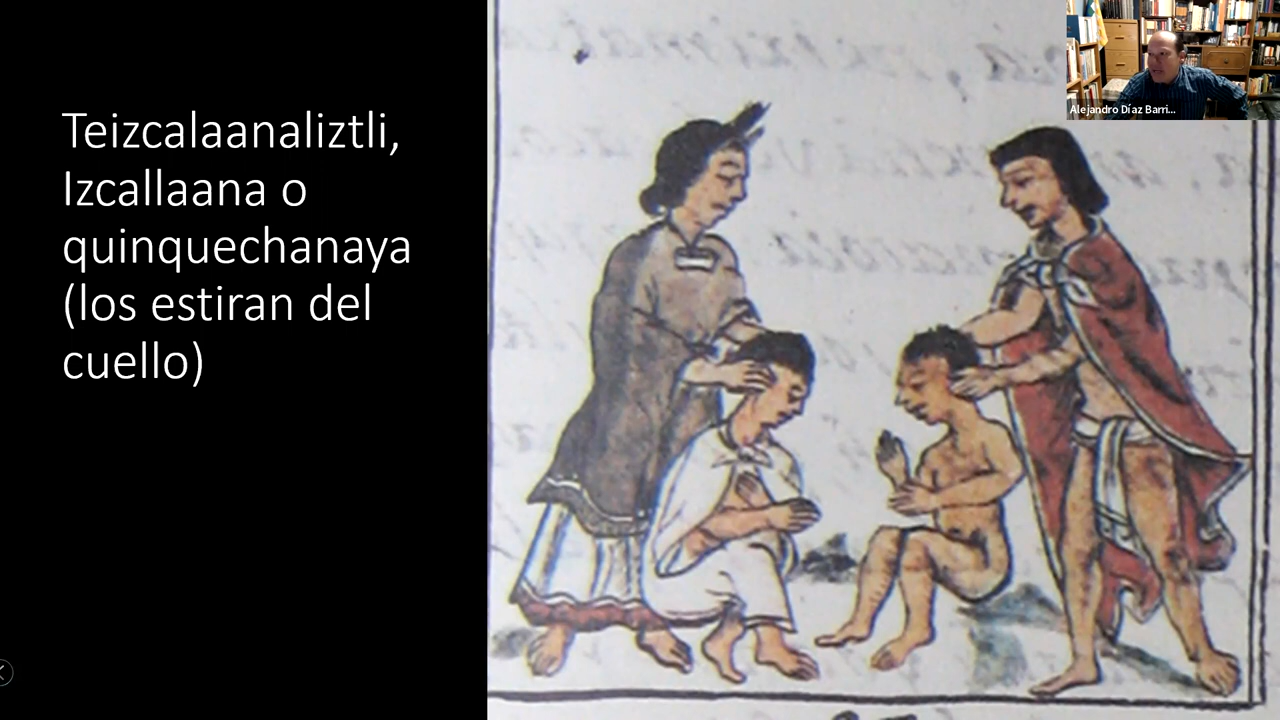 Teizcalaanaliztli,
Izcallaana o
quinquechanaya
(los estiran del
cuello)
Alejandro Díaz Barri...